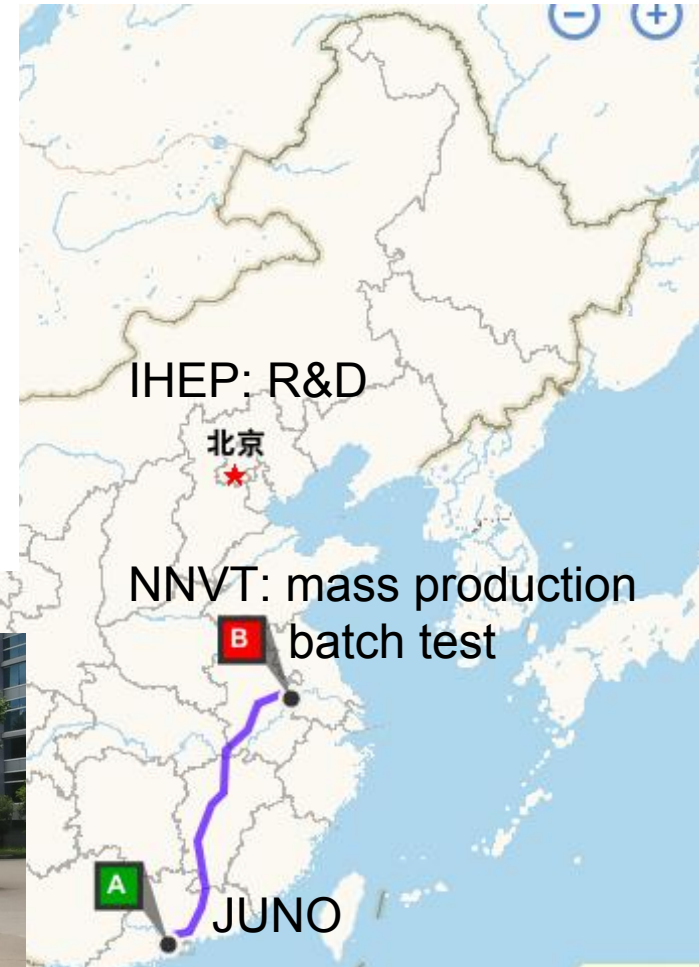 IHEP: R&D
北京
NNVT: mass production
B batch test
A
JUNO